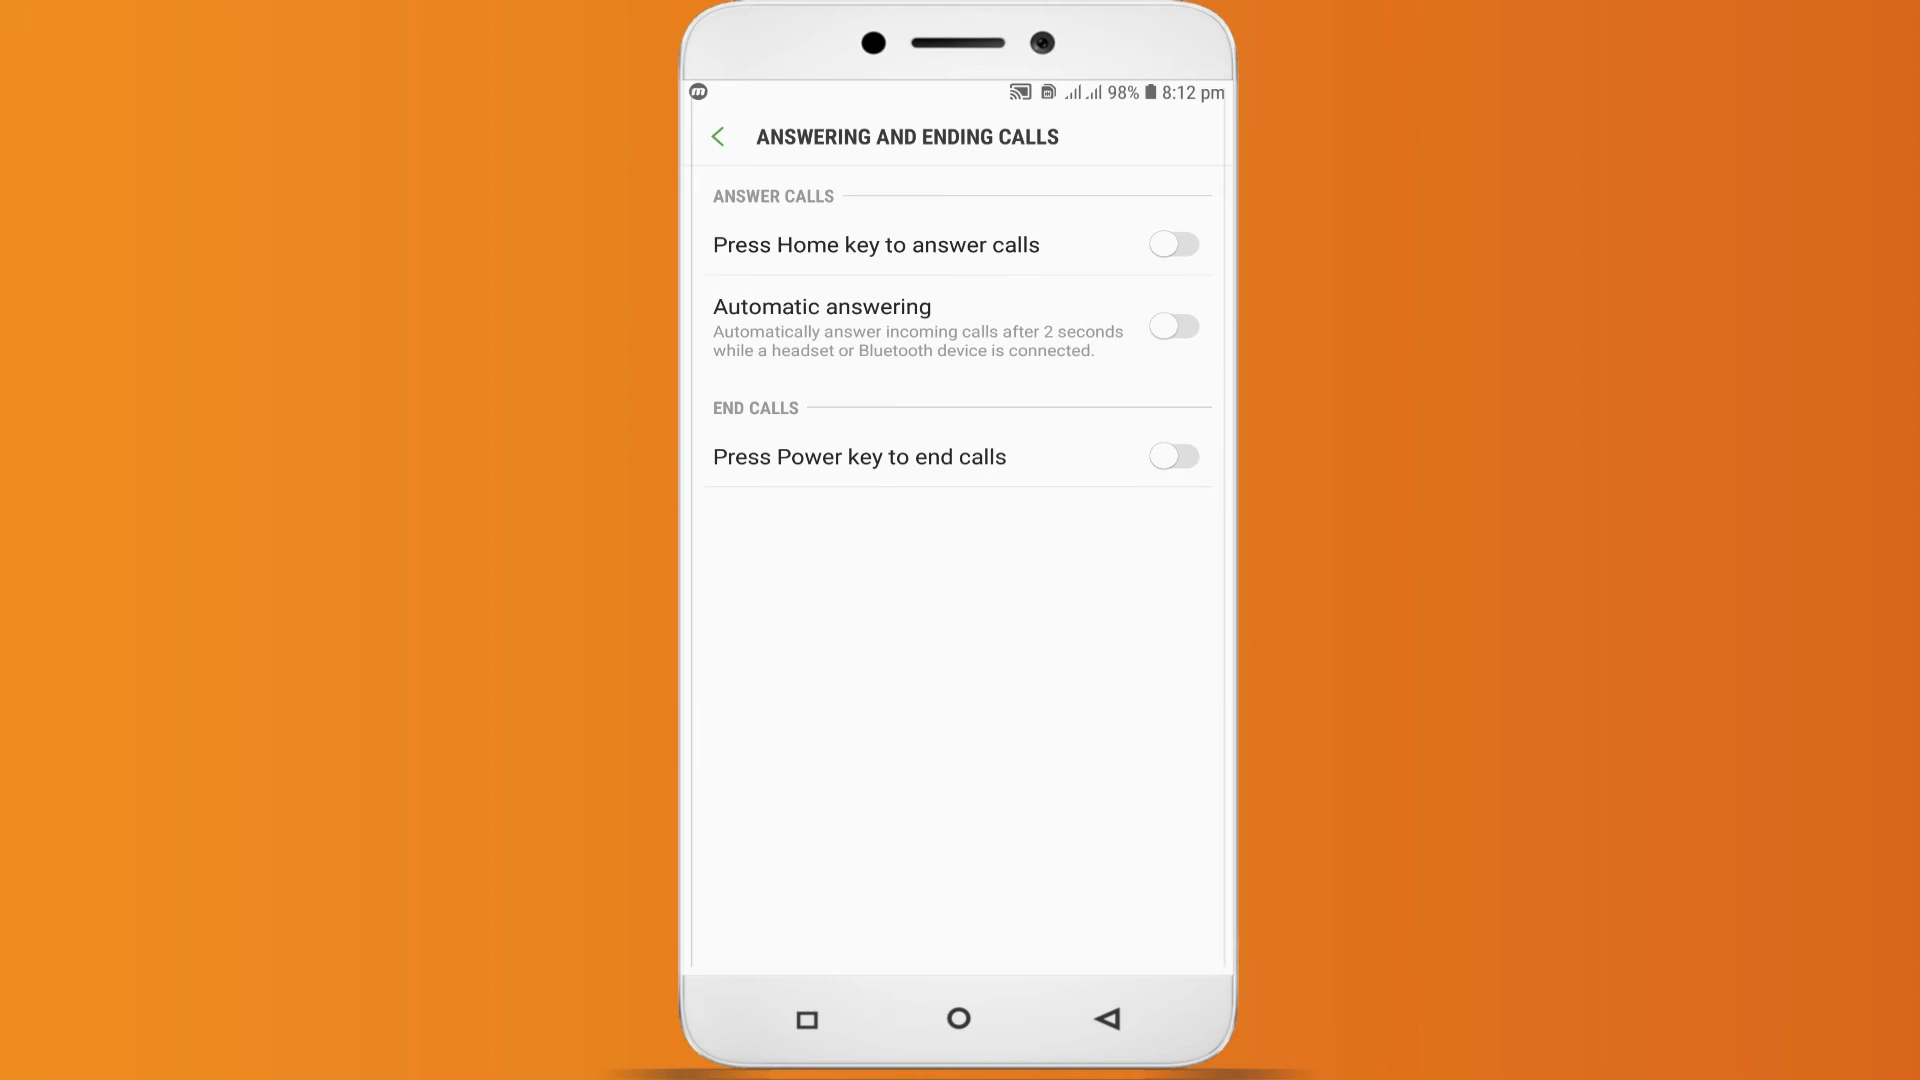 98% 8:12 pm
ANSWERING AND ENDING CALLS
ANSWER CALLS
Press Home key to answer calls
Automatic answering
Automatically answer incoming calls after 2 seconds
while a headset or Bluetooth device is connected.
END CALLS
Press Power key to end calls